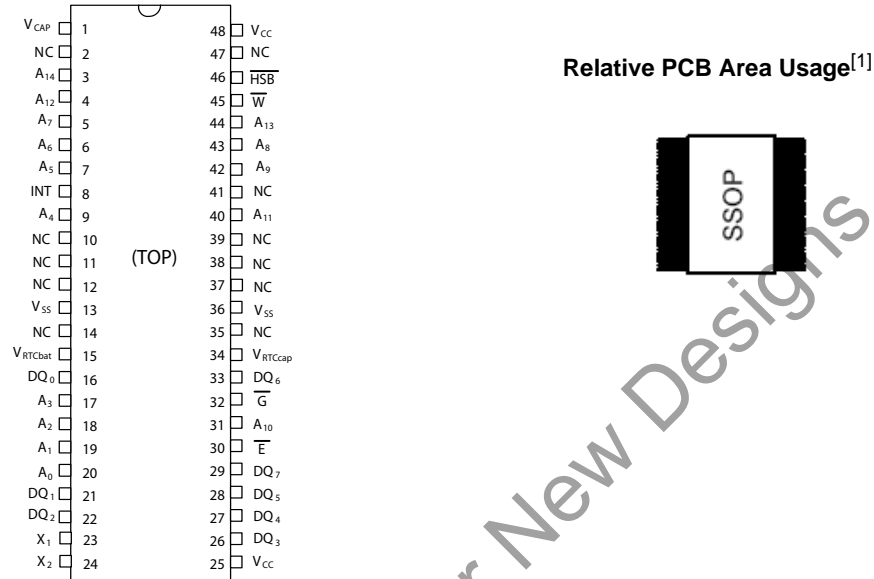 VCAP 1 48 VCC
NC 2 47 NC
A14 3 46 HSB
A12 4 45 W
A7 5 44 A13
A6 6 43 A8
A5 7 42 A9
INT 8 41 NC
A4 9 40 A11
NC 10 39 NC
NC 11 (TOP) 38 NC
NC 12 37 NC
VSS 13 36 VSS
NC 14 35 NC
VRTCbat 15 34 VRTCcap
DQ0 16 33 DQ6
A3 17 32 G
A2 18 31 A10
A1 19 30 E
A0 20 29 DQ7
DQ1 21 28 DQ5
DQ2 22 27 DQ4
X1 23 26 DQ3
X2 24 25 VCC
Relative PCB Area Usage[1]
SSOP
r New Designs